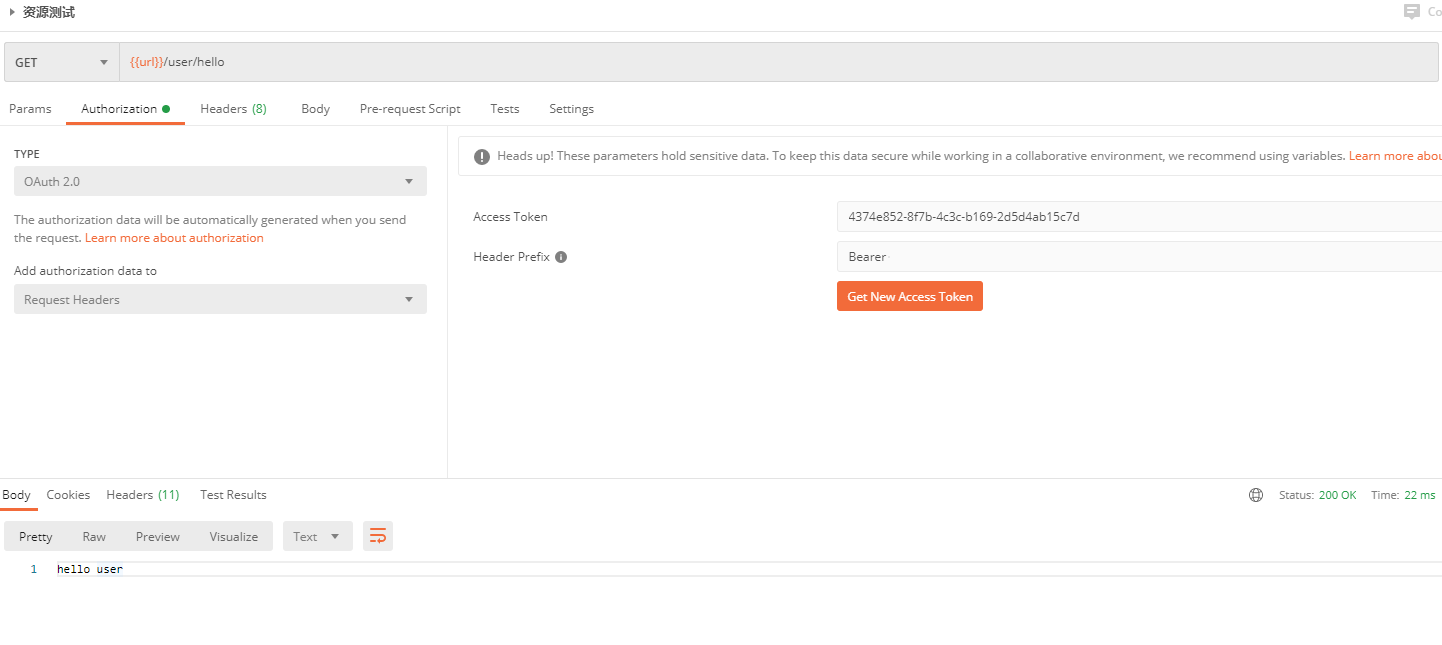 资源测试
Co
GET
{{url}}/user/hello
Params
Authorization
Headers (8)
Body
Pre-request Script
Tests
Settings
TYPE
OAuth 2.0
The authorization data will be automatically generated when you send
the request. Learn more about authorization
Add authorization data to
Request Headers
Heads up! These parameters hold sensitive data. To keep this data secure while working in a collaborative environment, we recommend using variables. Learn more abou
Access Token
4374e852-8f7b-4c3c-b169-2d5d4ab15c7d
Header Prefix
Bearer
Get New Access Token
Body
Cookies
Headers (11)
Test Results
Status: 200 OK
Time: 22 ms
Pretty
Raw
Preview
Visualize
Text
1
hello user